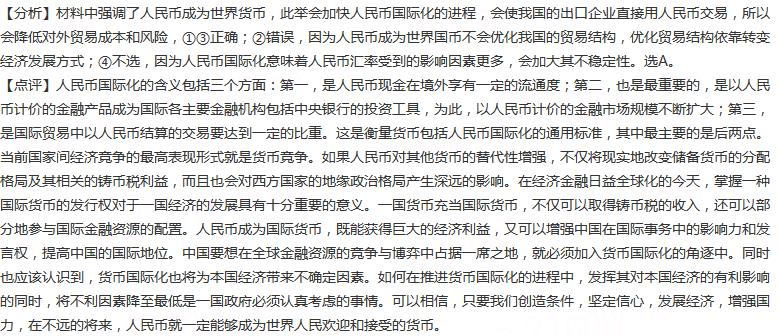 【分析】材料中强调了人民币成为世界货币，此举会加快人民币国际化的进程，会使我国的出口企业直接用人民币交易，所以
会降低对外贸易成本和风险，①③正确；②错误，因为人民币成为世界国币不会优化我国的贸易结构，优化贸易结构依靠转变
经济发展方式；④不选，因为人民币国际化意味着人民币汇率受到的影响因素更多，会加大其不稳定性。选A。
【点评】人民币国际化的含义包括三个方面：第一，是人民币现金在境外享有一定的流通度；第二，也是最重要的，是以人民
币计价的金融产品成为国际各主要金融机构包括中央银行的投资工具，为此，以人民币计价的金融市场规模不断扩大；第三，
是国际贸易中以人民币结算的交易要达到一定的比重。这是衡量货币包括人民币国际化的通用标准，其中最主要的是后两点。
当前国家间经济竞争的最高表现形式就是货币竞争。如果人民币对其他货币的替代性增强，不仅将现实地改变储备货币的分配
格局及其相关的铸币税利益，而且也会对西方国家的地缘政治格局产生深远的影响。在经济金融日益全球化的今天，掌握一种
国际货币的发行权对于一国经济的发展具有十分重要的意义。一国货币充当国际货币，不仅可以取得铸币税的收入，还可以部
分地参与国际金融资源的配置。人民币成为国际货币，既能获得巨大的经济利益，又可以增强中国在国际事务中的影响力和发
言权，提高中国的国际地位。中国要想在全球金融资源的竞争与博弈中占据一席之地，就必须加入货币国际化的角逐中。同时
也应该认识到，货币国际化也将为本国经济带来不确定因素。如何在推进货币国际化的进程中，发挥其对本国经济的有利影响
的同时，将不利因素降至最低是一国政府必须认真考虑的事情。可以相信，只要我们创造条件，坚定信心，发展经济，增强国
力，在不远的将来，人民币就一定能够成为世界人民欢迎和接受的货币。